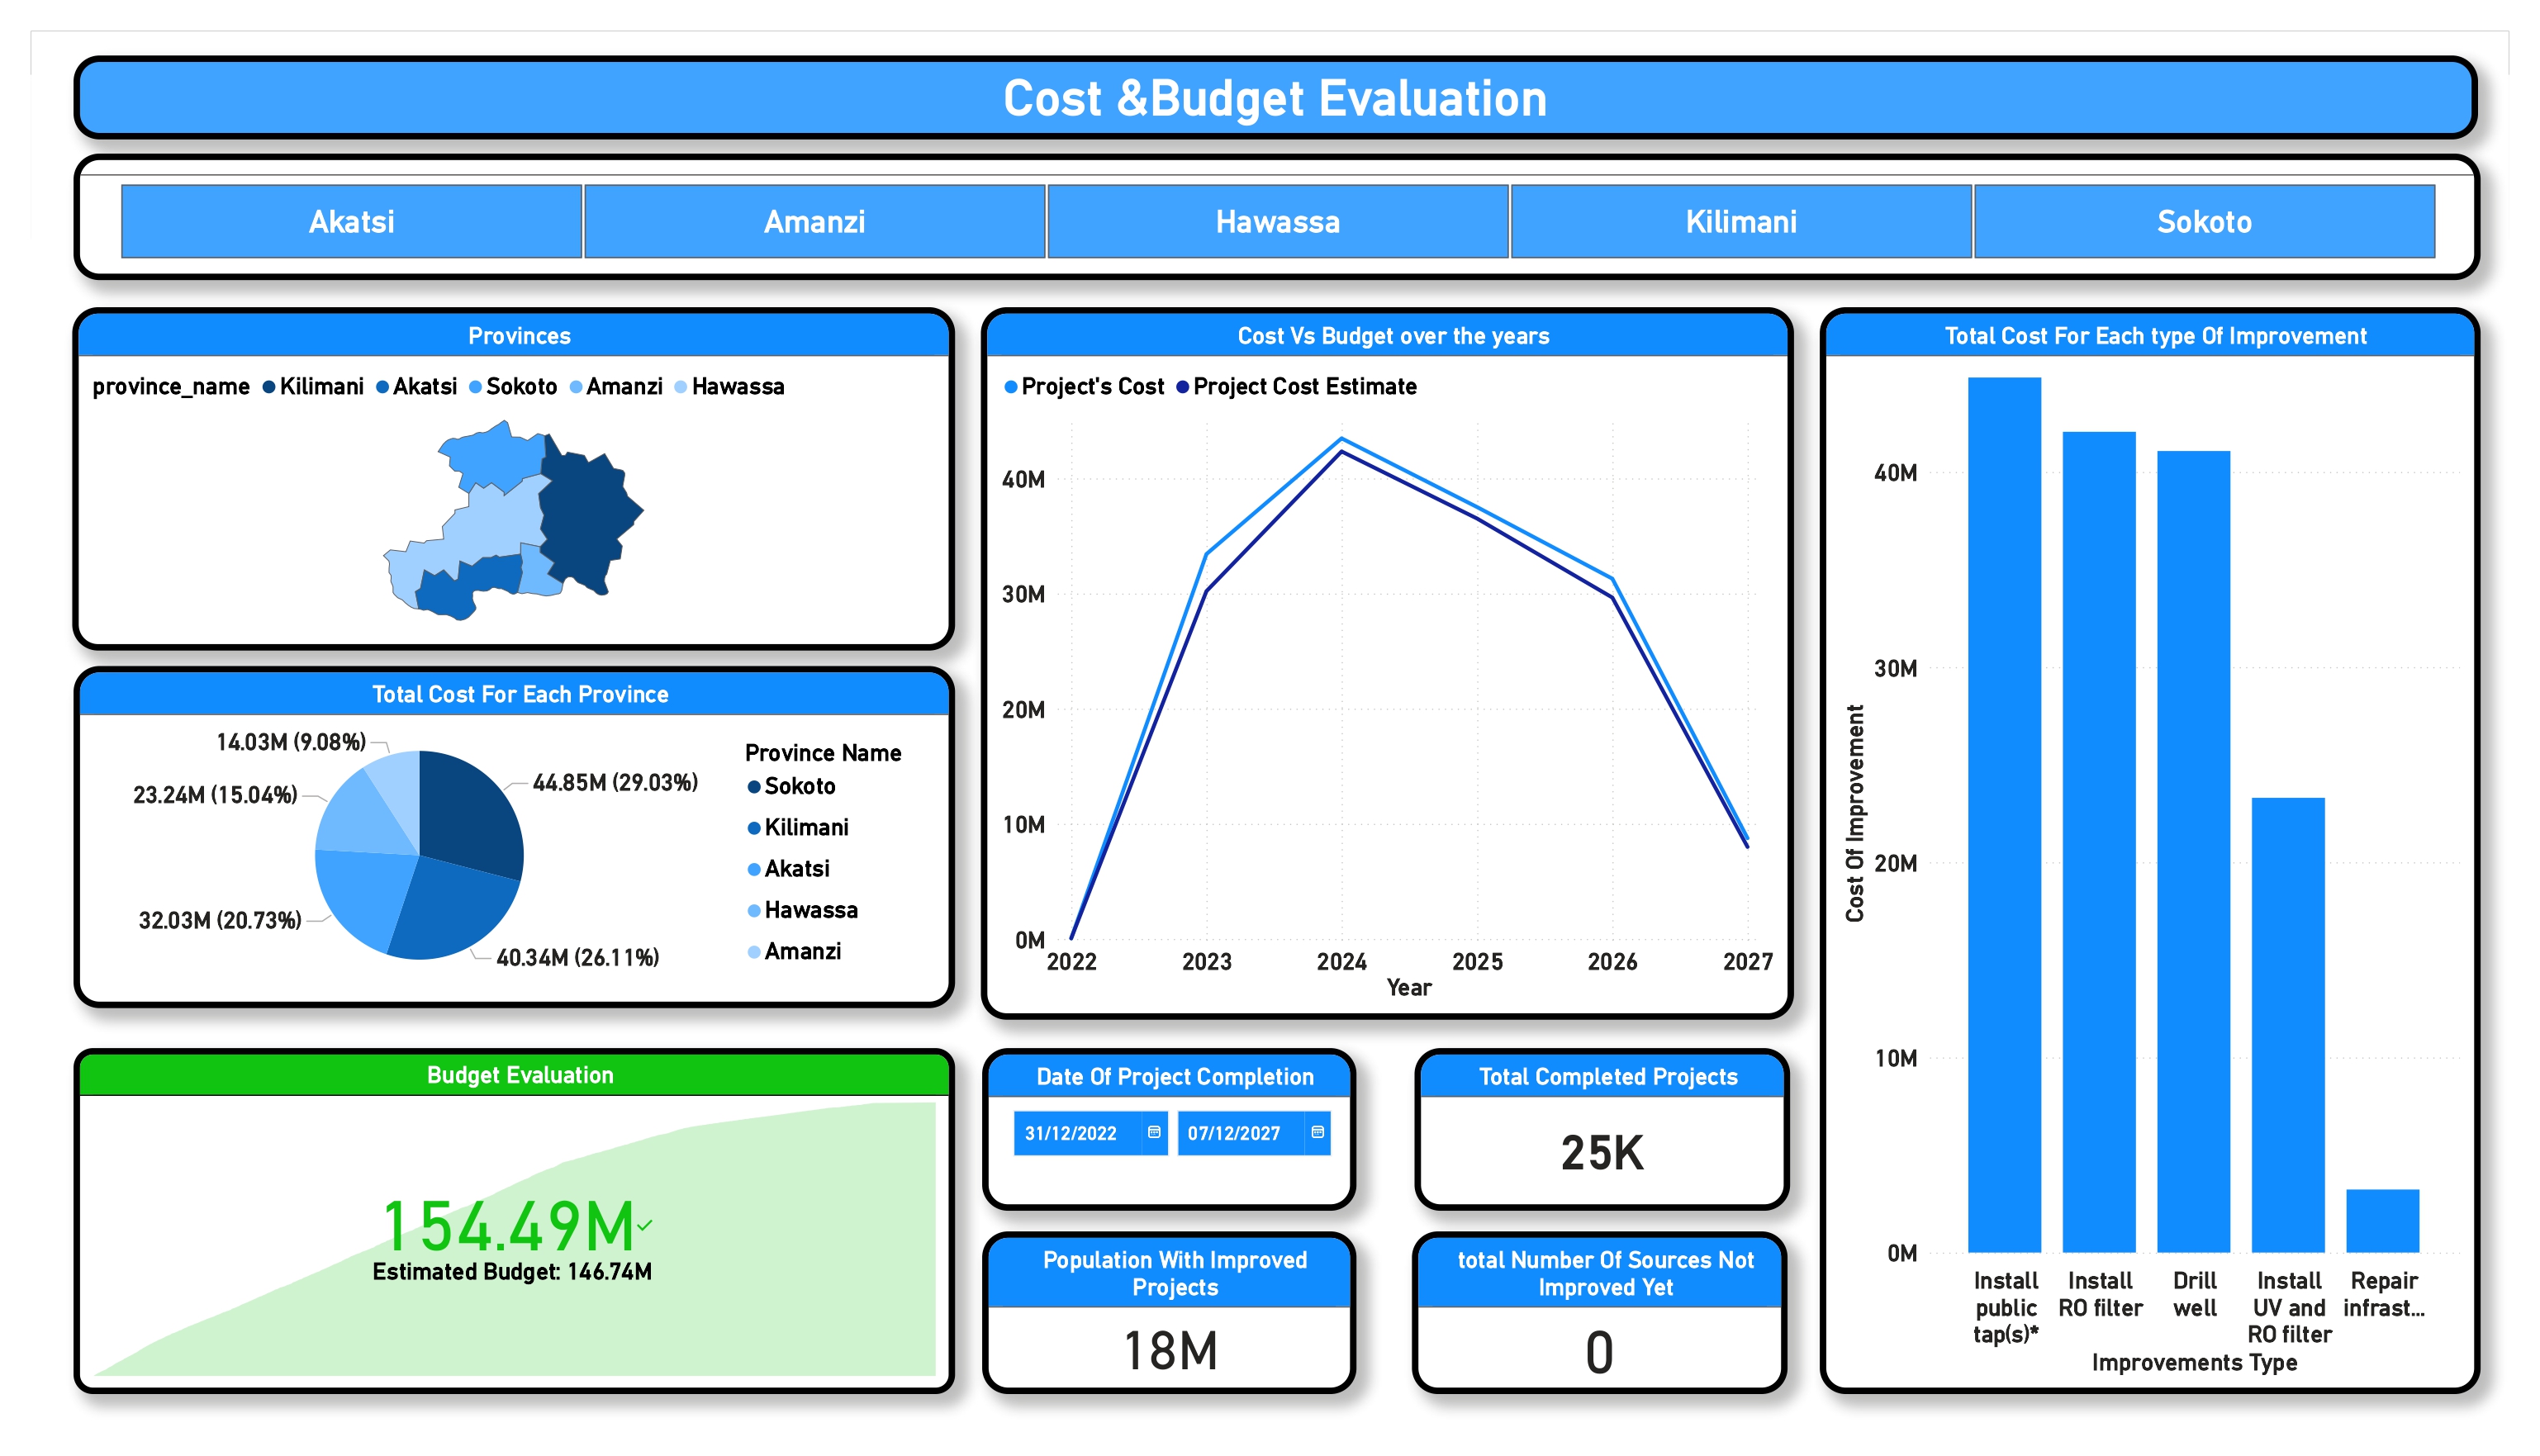 Cost &Budget Evaluation
Akatsi
Amanzi
Hawassa
Kilimani
Sokoto
Provinces
province_name Kilimani Akatsi Sokoto Amanzi Hawassa
Total Cost For Each Province
14.03M (9.08%)
23.24M (15.04%)
32.03M (20.73%)
44.85M (29.03%)
40.34M (26.11%)
Province Name
Sokoto
Kilimani
Akatsi
Hawassa
Amanzi
Budget Evaluation
154.49M
Estimated Budget: 146.74M
Cost Vs Budget over the years
Project's Cost Project Cost Estimate
40M
30M
20M
10M
0M
2022 2023 2024 2025 2026 2027
Year
Date Of Project Completion
31/12/2022 07/12/2027
Total Completed Projects
25K
Population With Improved
Projects
18M
total Number Of Sources Not
Improved Yet
0
Total Cost For Each type Of Improvement
Cost Of Improvement
40M
30M
20M
10M
0M
Install
public
tap(s)*
Install
RO filter
Drill
well
Install
UV and
RO filter
Repair
infrast...
Improvements Type